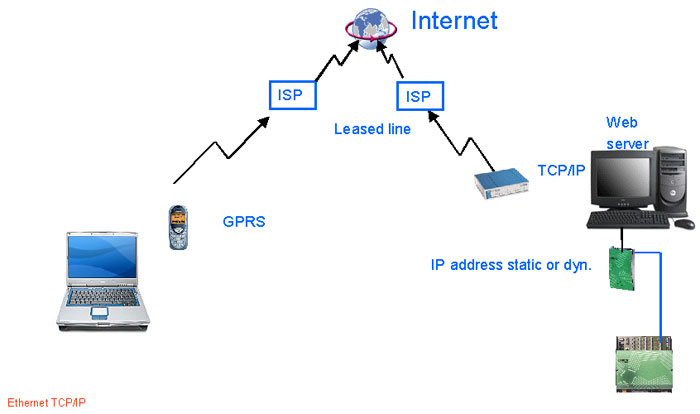 Internet
ISP
ISP
Leased line
Web
server
TCP/IP
GPRS
IP address static or dyn.
Ethernet TCP/IP